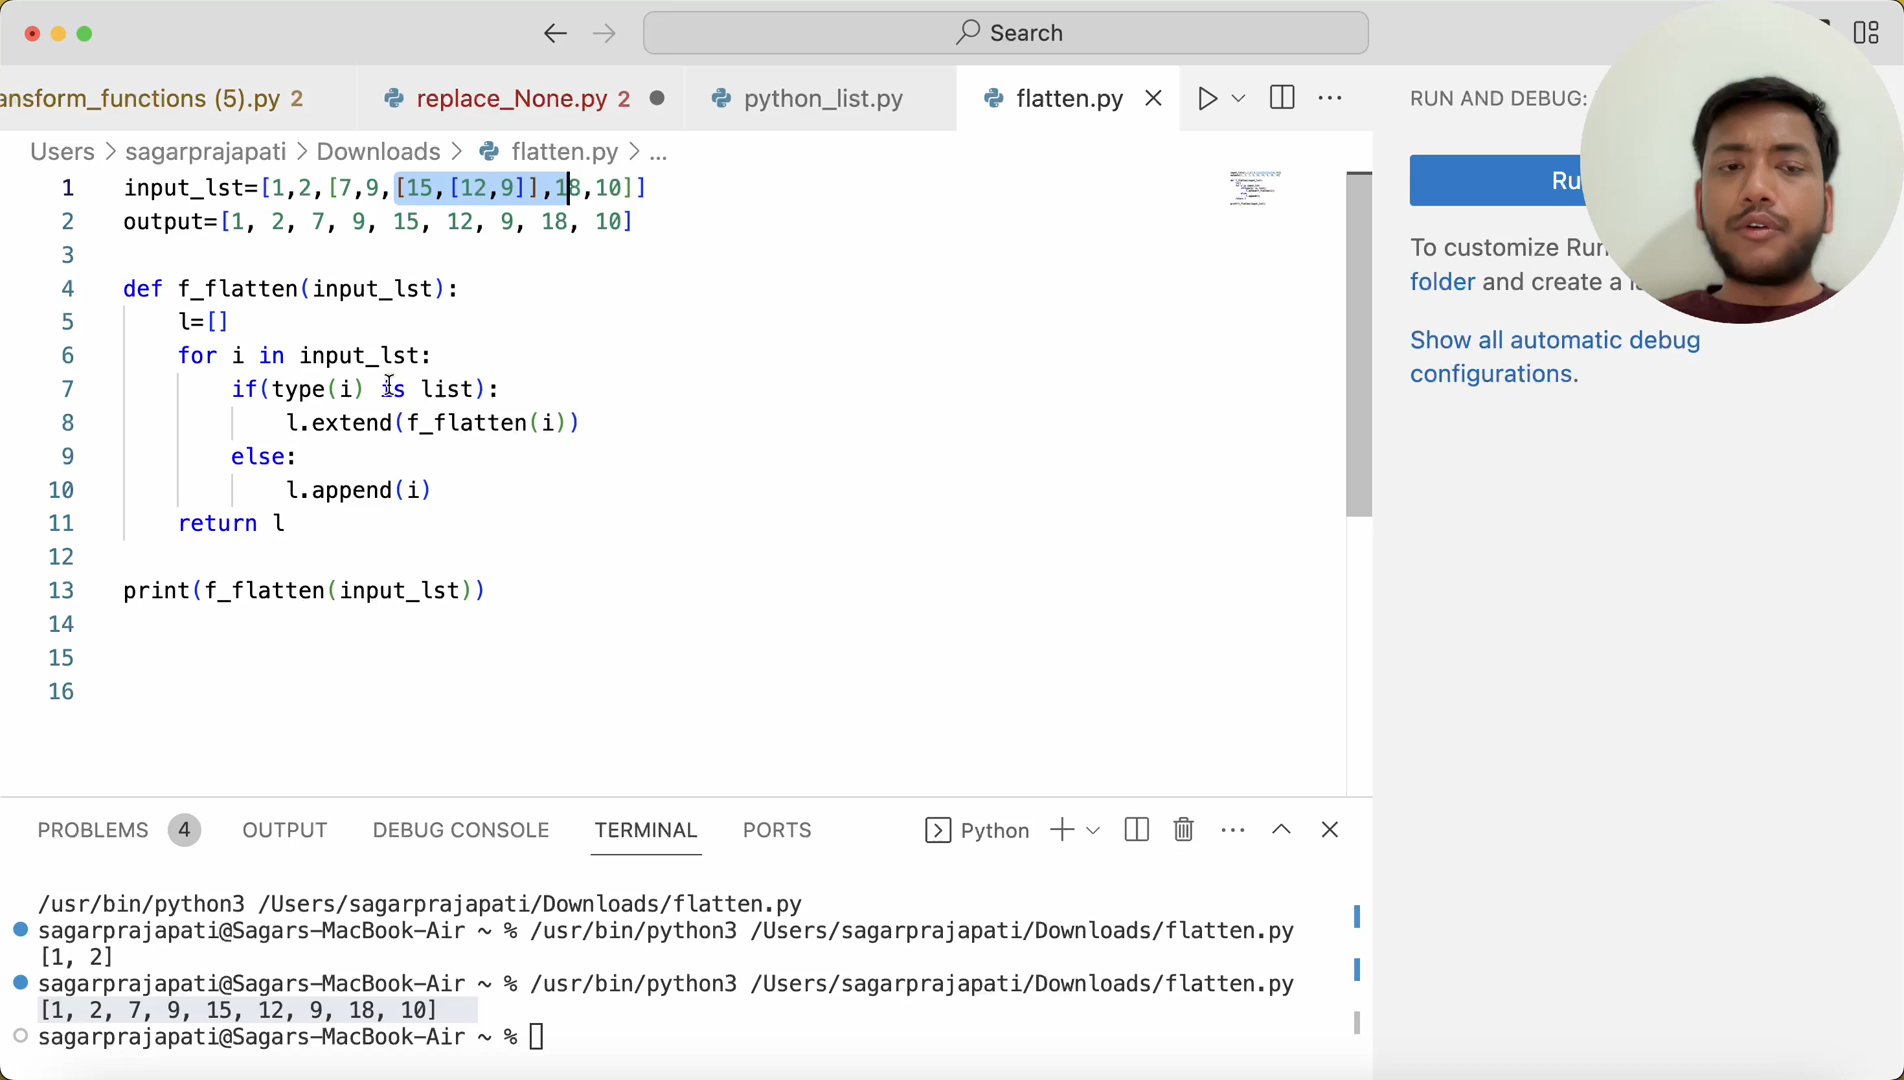 Search
ansform_functions (5).py 2
replace_None.py 2
python_list.py
flatten.py
RUN AND DEBUG:
Users > sagarprajapati > Downloads > flatten.py > ...
1 input_lst=[1,2,[7,9,[15,[12,9]],18,10]]
2 output=[1, 2, 7, 9, 15, 12, 9, 18, 10]
3
4 def f_flatten(input_lst):
5 l=[]
6 for i in input_lst:
7 if(type(i) is list):
8 l.extend(f_flatten(i))
9 else:
10 l.append(i)
11 return l
12
13 print(f_flatten(input_lst))
14
15
16
Ru
To customize Run
folder and create a
Show all automatic debug
configurations.
PROBLEMS 4 OUTPUT DEBUG CONSOLE TERMINAL PORTS
Python
/usr/bin/python3 /Users/sagarprajapati/Downloads/flatten.py
sagarprajapati@Sagars-MacBook-Air ~ % /usr/bin/python3 /Users/sagarprajapati/Downloads/flatten.py
[1, 2]
sagarprajapati@Sagars-MacBook-Air ~ % /usr/bin/python3 /Users/sagarprajapati/Downloads/flatten.py
[1, 2, 7, 9, 15, 12, 9, 18, 10]
sagarprajapati@Sagars-MacBook-Air ~ %